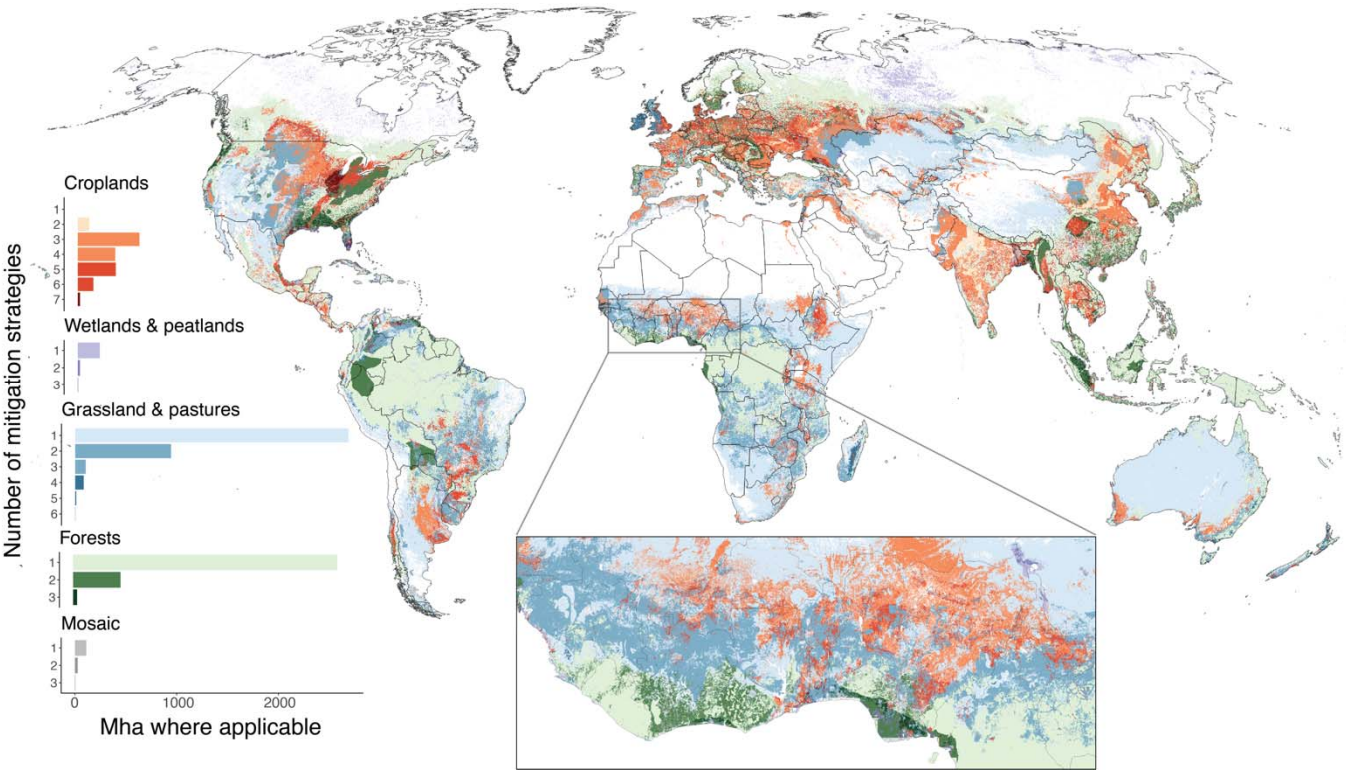 Number of mitigation strategies
Croplands
1
2
3
4
5
6
7
Wetlands & peatlands
1
2
3
Grassland & pastures
1
2
3
4
5
6
Forests
1
2
3
Mosaic
1
2
3
0 1000 2000
Mha where applicable